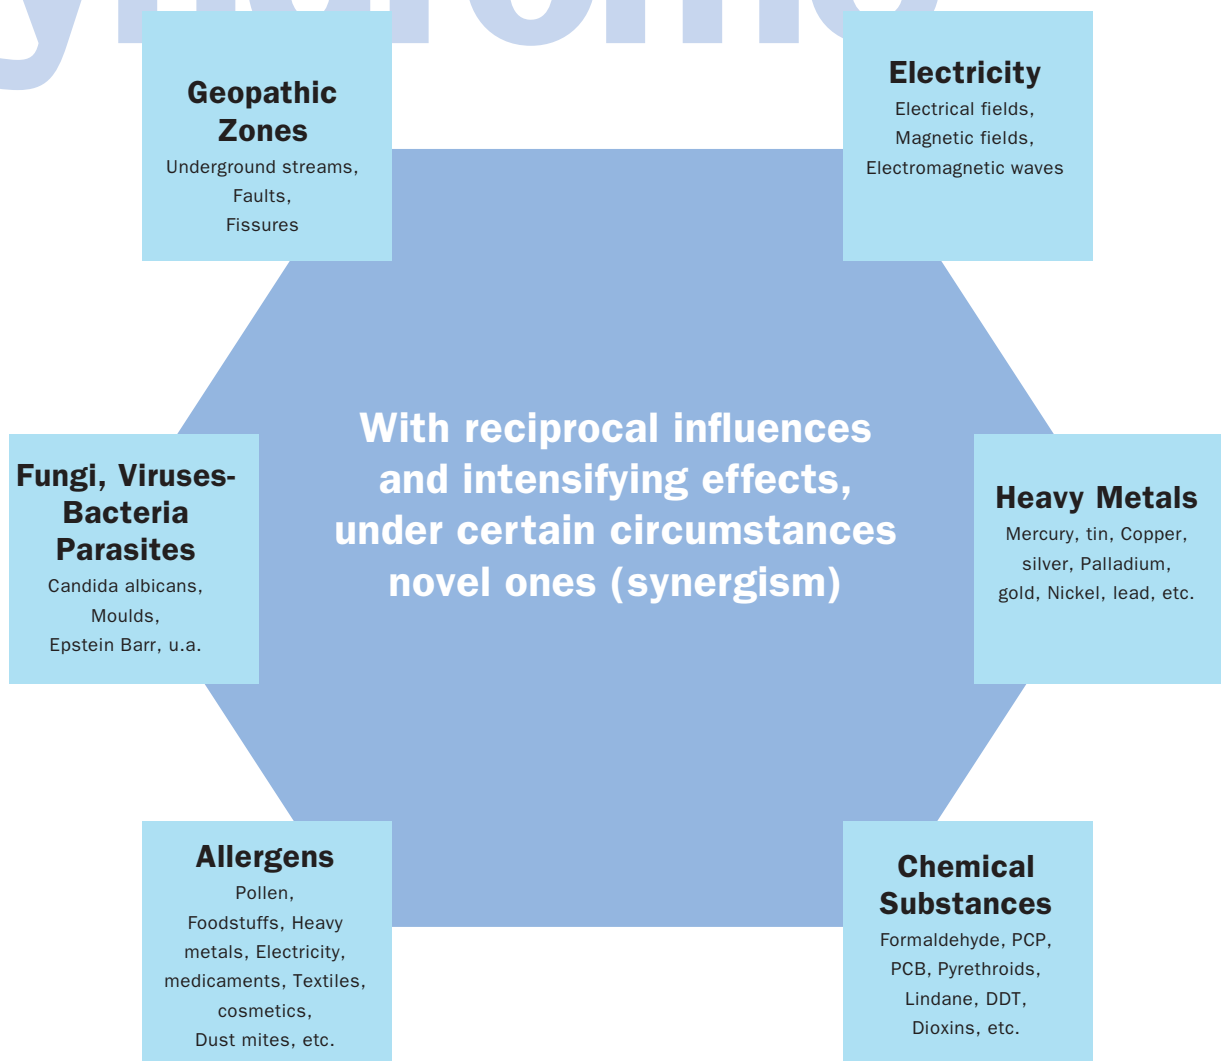 Geopathic
Zones
Underground streams,
Faults,
Fissures
Electricity
Electrical fields,
Magnetic fields,
Electromagnetic waves
With reciprocal influences
and intensifying effects,
under certain circumstances
novel ones (synergism)
Fungi, Viruses-
Bacteria
Parasites
Candida albicans,
Moulds,
Epstein Barr, u.a.
Heavy Metals
Mercury, tin, Copper,
silver, Palladium,
gold, Nickel, lead, etc.
Allergens
Pollen,
Foodstuffs, Heavy
metals, Electricity,
medicaments, Textiles,
cosmetics,
Dust mites, etc.
Chemical
Substances
Formaldehyde, PCP,
PCB, Pyrethroids,
Lindane, DDT,
Dioxins, etc.